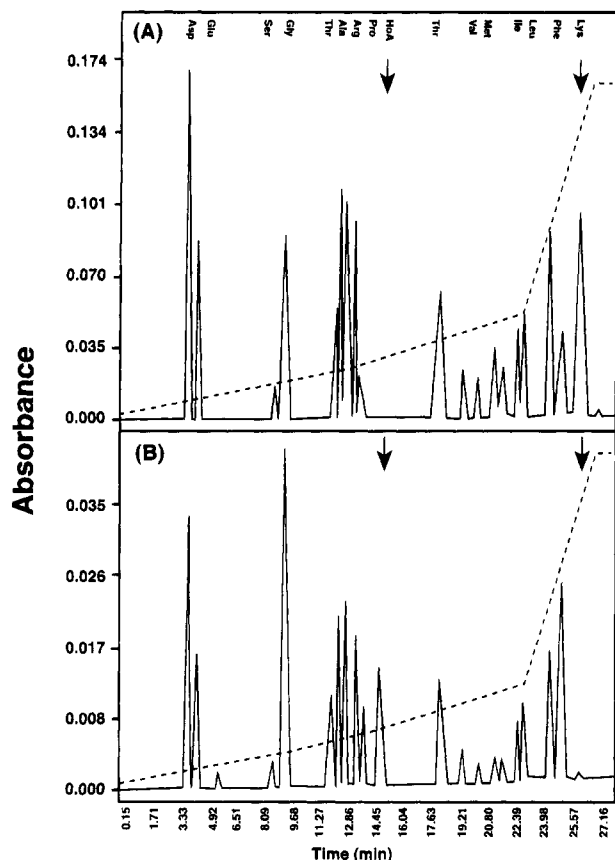 (A)
Asp
Glu
Ser
Gly
Thr
Ala
Arg
Pro
HoA
Thr
Val
Met
Ile
Leu
Phe
Lys
0.174
0.134
0.101
0.070
0.035
0.000
Absorbance
(B)
0.035
0.026
0.017
0.008
0.000
0.15
1.71
3.33
4.92
6.51
8.09
9.68
11.27
12.86
14.45
16.04
17.63
19.21
20.80
22.39
23.98
25.57
27.16
Time (min)